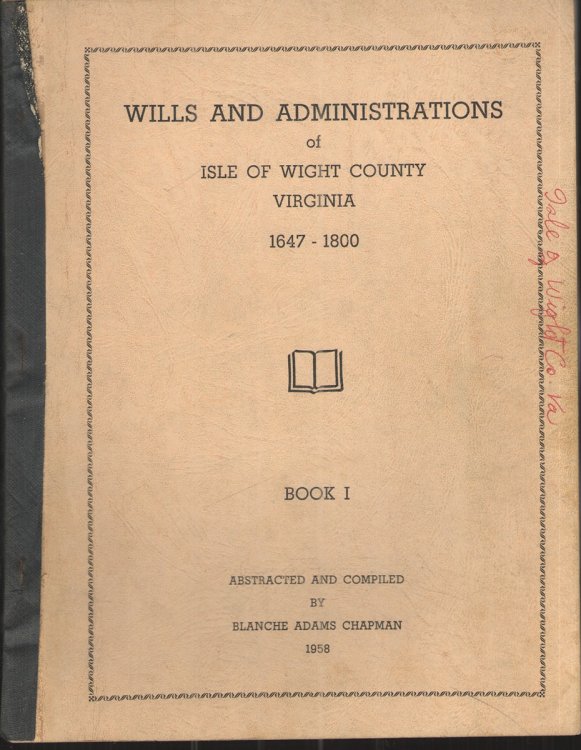 WILLS AND ADMINISTRATIONS
of
ISLE OF WIGHT COUNTY
VIRGINIA
1647 - 1800
BOOK I
ABSTRACTED AND COMPILED
BY
BLANCHE ADAMS CHAPMAN
1958
Isle of Wight Co. Va